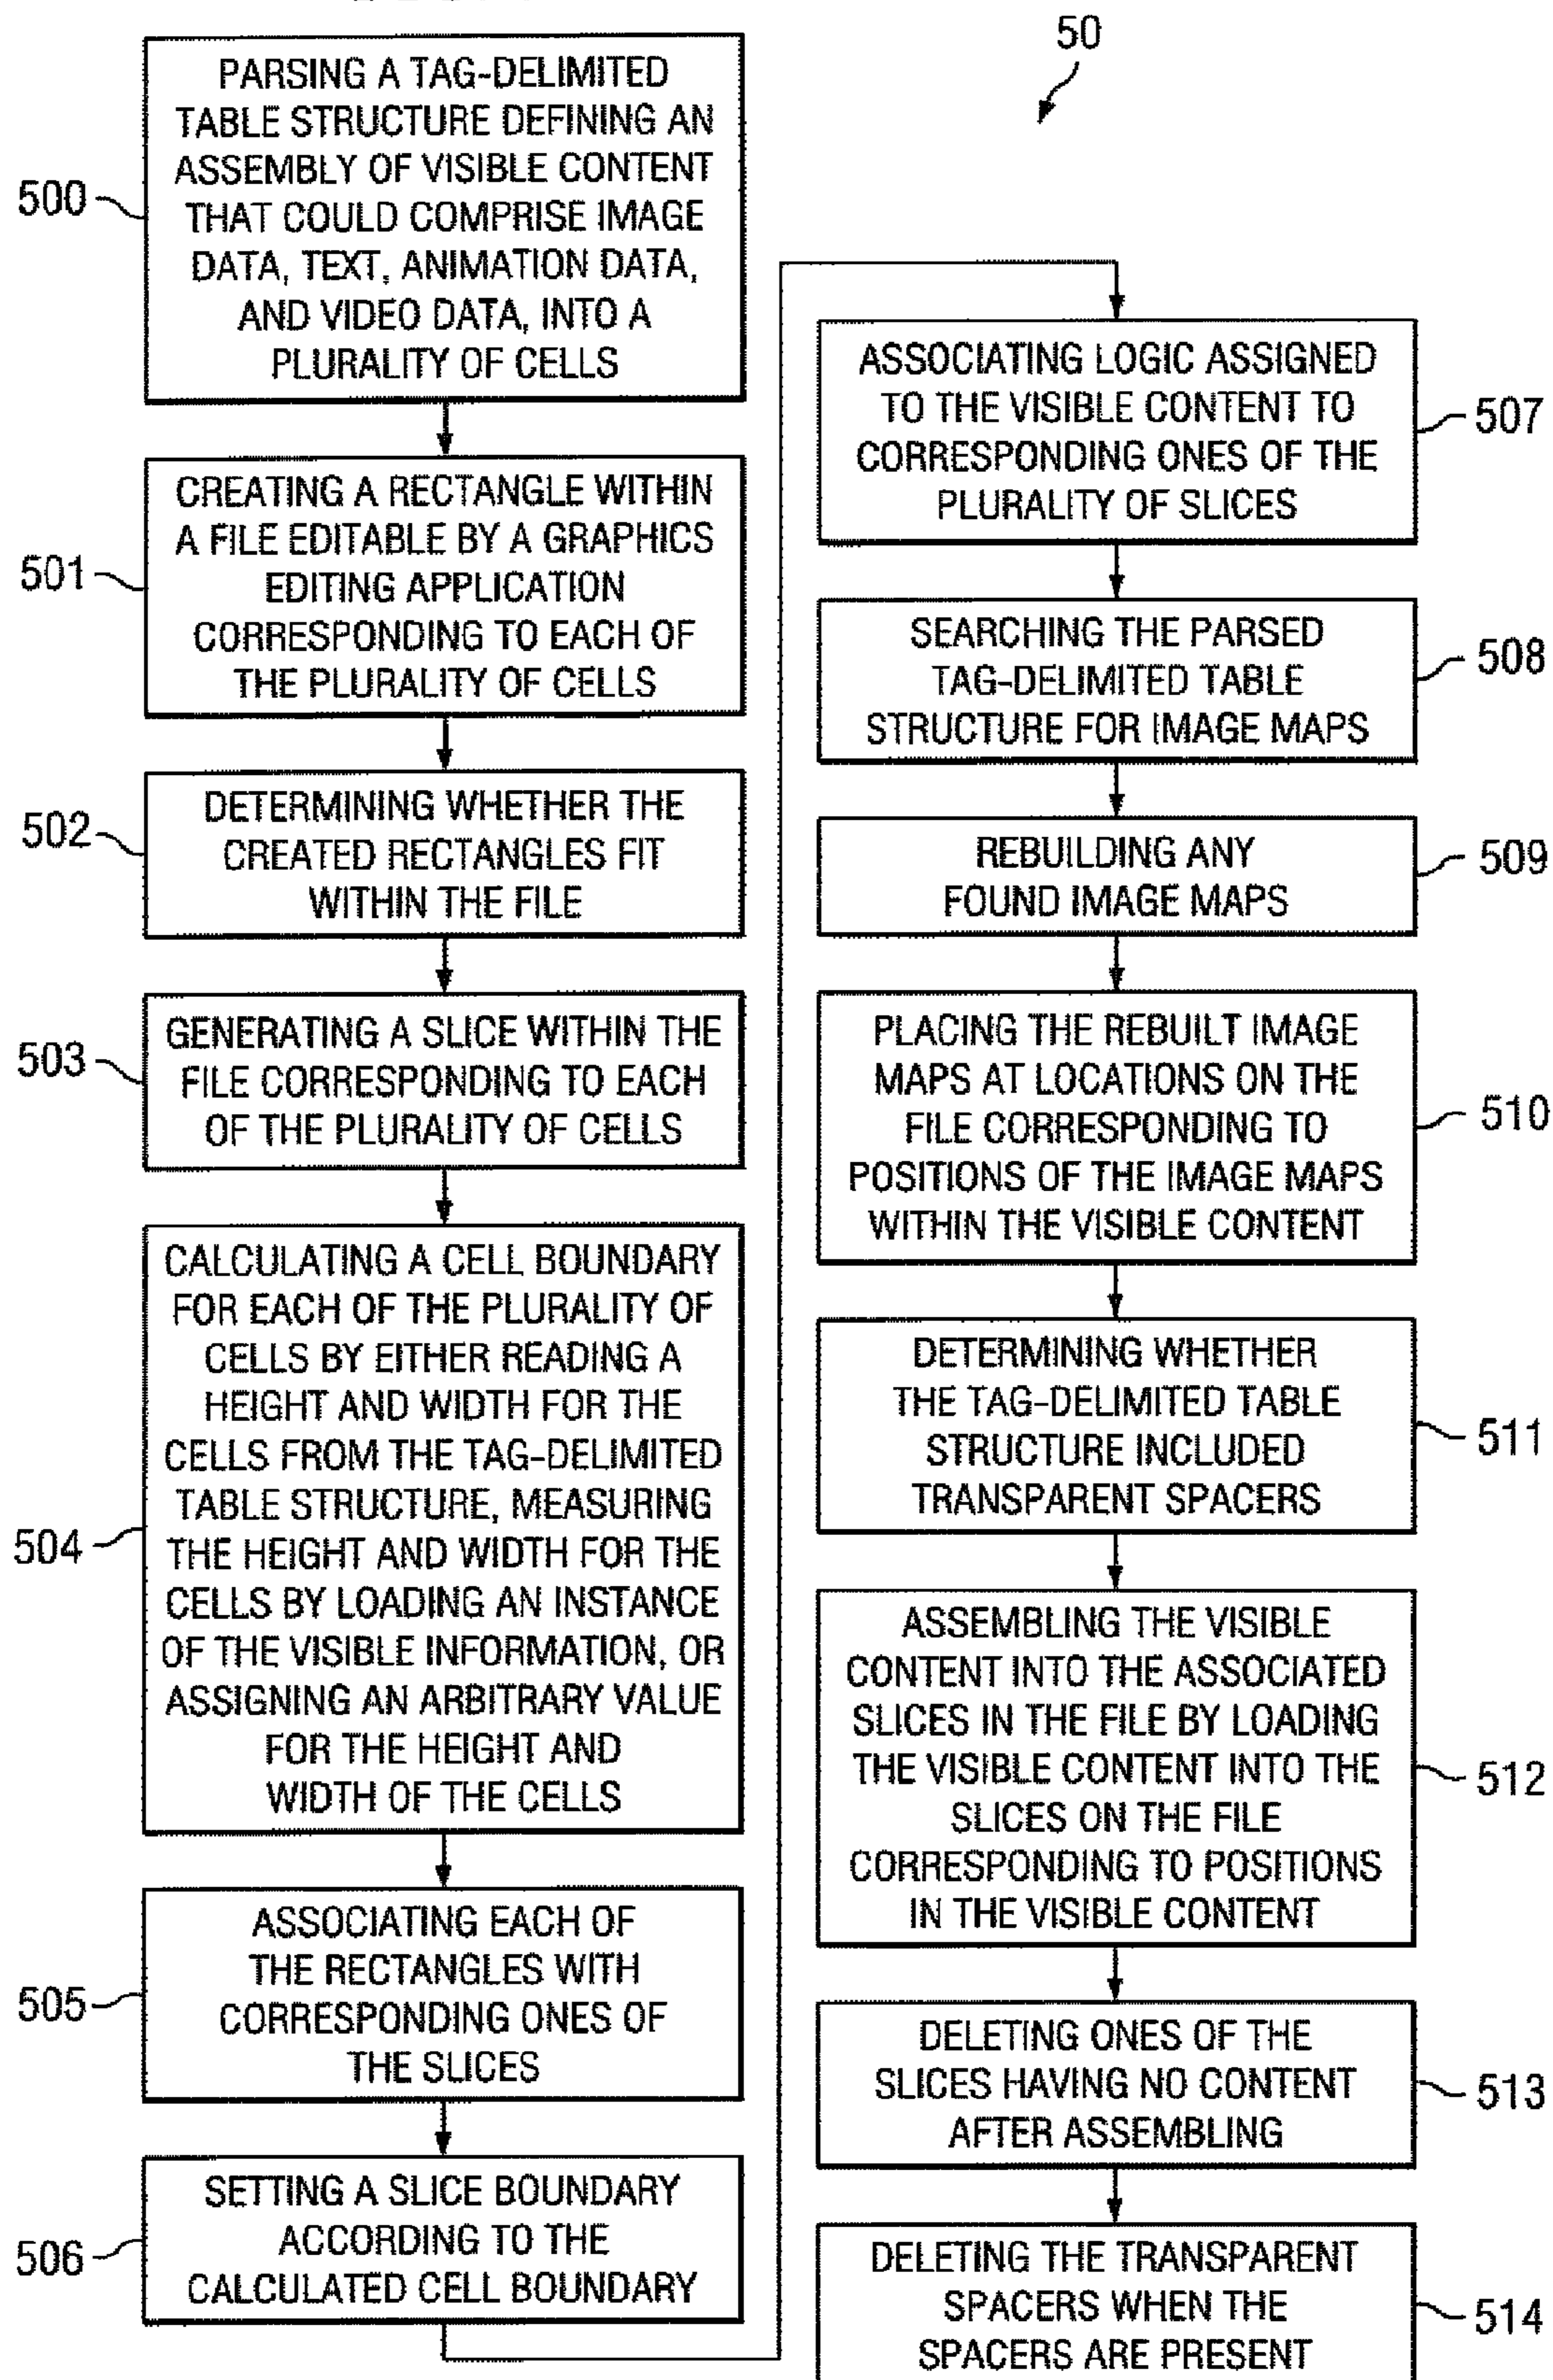 50
500
PARSING A TAG-DELIMITED
TABLE STRUCTURE DEFINING AN
ASSEMBLY OF VISIBLE CONTENT
THAT COULD COMPRISE IMAGE
DATA, TEXT, ANIMATION DATA,
AND VIDEO DATA, INTO A
PLURALITY OF CELLS
501
CREATING A RECTANGLE WITHIN
A FILE EDITABLE BY A GRAPHICS
EDITING APPLICATION
CORRESPONDING TO EACH OF
THE PLURALITY OF CELLS
502
DETERMINING WHETHER THE
CREATED RECTANGLES FIT
WITHIN THE FILE
503
GENERATING A SLICE WITHIN THE
FILE CORRESPONDING TO EACH
OF THE PLURALITY OF CELLS
504
CALCULATING A CELL BOUNDARY
FOR EACH OF THE PLURALITY OF
CELLS BY EITHER READING A
HEIGHT AND WIDTH FOR THE
CELLS FROM THE TAG-DELIMITED
TABLE STRUCTURE, MEASURING
THE HEIGHT AND WIDTH FOR THE
CELLS BY LOADING AN INSTANCE
OF THE VISIBLE INFORMATION, OR
ASSIGNING AN ARBITRARY VALUE
FOR THE HEIGHT AND
WIDTH OF THE CELLS
505
ASSOCIATING EACH OF
THE RECTANGLES WITH
CORRESPONDING ONES OF
THE SLICES
506
SETTING A SLICE BOUNDARY
ACCORDING TO THE
CALCULATED CELL BOUNDARY
507
ASSOCIATING LOGIC ASSIGNED
TO THE VISIBLE CONTENT TO
CORRESPONDING ONES OF THE
PLURALITY OF SLICES
508
SEARCHING THE PARSED
TAG-DELIMITED TABLE
STRUCTURE FOR IMAGE MAPS
509
REBUILDING ANY
FOUND IMAGE MAPS
510
PLACING THE REBUILT IMAGE
MAPS AT LOCATIONS ON THE
FILE CORRESPONDING TO
POSITIONS OF THE IMAGE MAPS
WITHIN THE VISIBLE CONTENT
511
DETERMINING WHETHER
THE TAG-DELIMITED TABLE
STRUCTURE INCLUDED
TRANSPARENT SPACERS
512
ASSEMBLING THE VISIBLE
CONTENT INTO THE ASSOCIATED
SLICES IN THE FILE BY LOADING
THE VISIBLE CONTENT INTO THE
SLICES ON THE FILE
CORRESPONDING TO POSITIONS
IN THE VISIBLE CONTENT
513
DELETING ONES OF THE
SLICES HAVING NO CONTENT
AFTER ASSEMBLING
514
DELETING THE TRANSPARENT
SPACERS WHEN THE
SPACERS ARE PRESENT